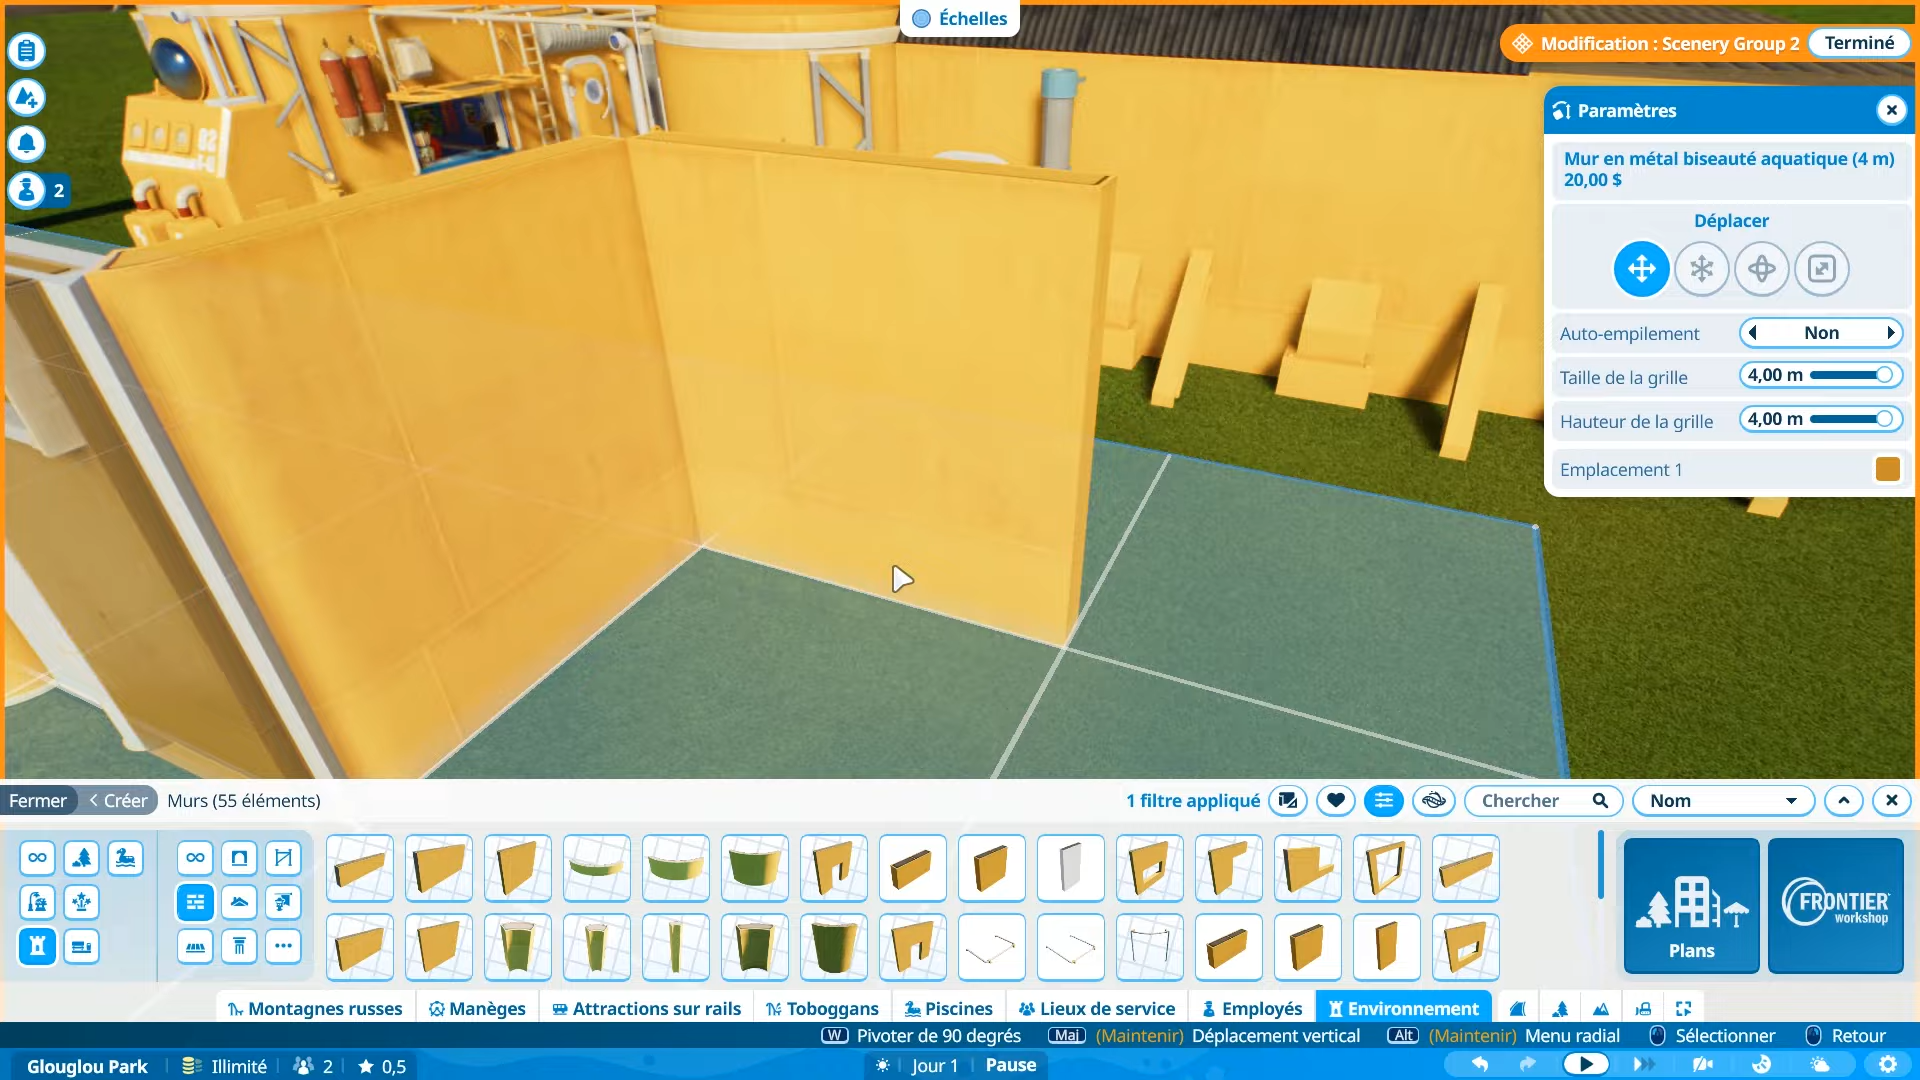 Échelles
Modification : Scenery Group 2
Terminé
2
Paramètres
Mur en métal biseauté aquatique (4 m)
20,00 $
Déplacer
Auto-empilement
Non
Taille de la grille
4,00 m
Hauteur de la grille
4,00 m
Emplacement 1
Fermer
Créer
Murs (55 éléments)
1 filtre appliqué
Chercher
Nom
Plans
FRONTIER
workshop
Montagnes russes
Manèges
Attractions sur rails
Toboggans
Piscines
Lieux de service
Employés
Environnement
W Pivoter de 90 degrés
Maj (Maintenir) Déplacement vertical
Alt (Maintenir) Menu radial
Sélectionner
Retour
Glouglou Park
Illimité
2
0,5
Jour 1
Pause